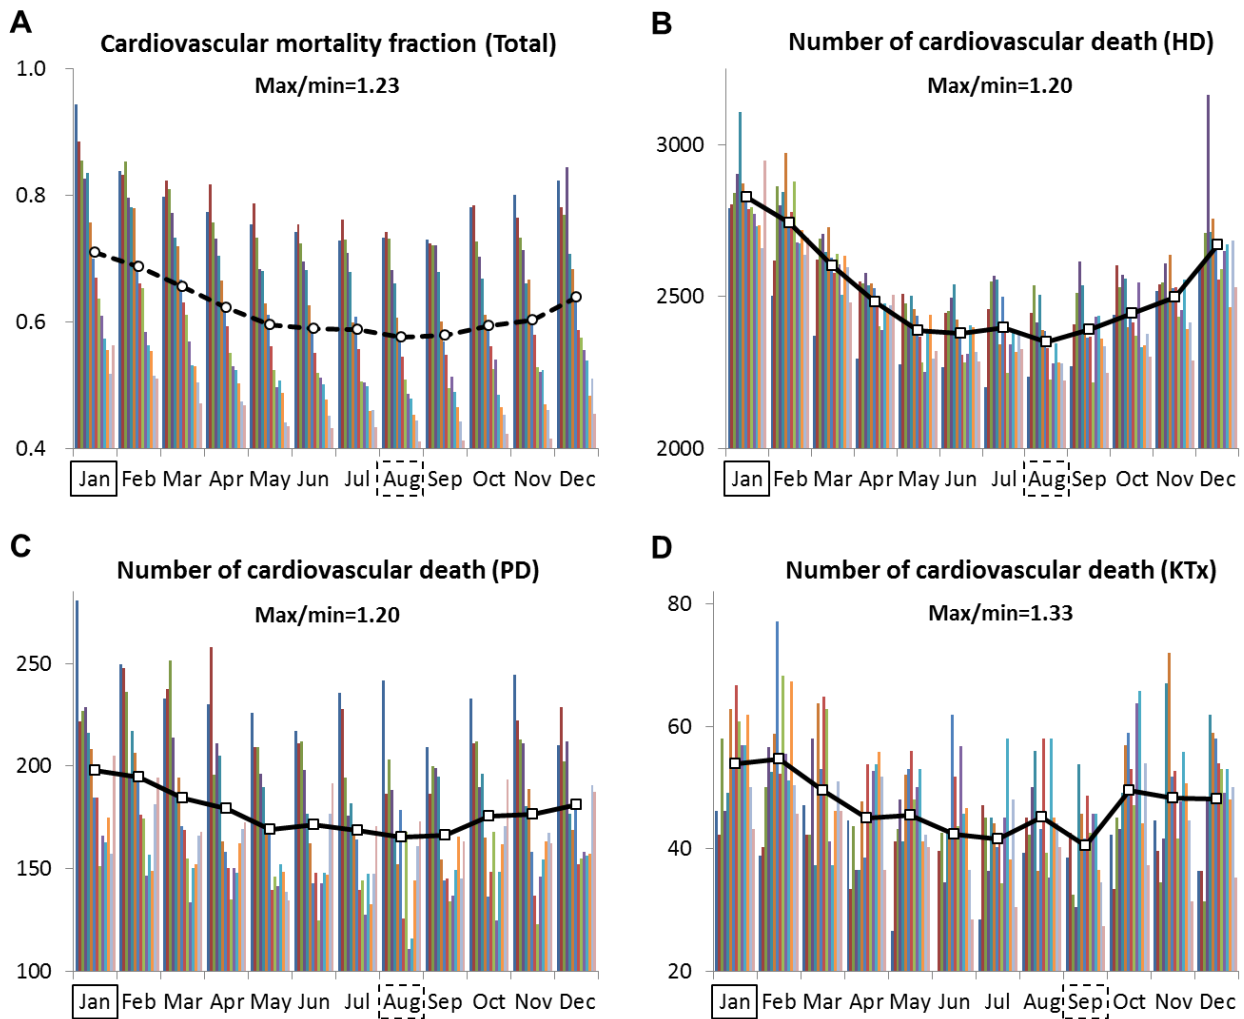 A
Cardiovascular mortality fraction (Total)
Max/min=1.23
1.0
0.8
0.6
0.4
Jan Feb Mar Apr May Jun Jul Aug Sep Oct Nov Dec
B
Number of cardiovascular death (HD)
Max/min=1.20
3000
2500
2000
Jan Feb Mar Apr May Jun Jul Aug Sep Oct Nov Dec
C
Number of cardiovascular death (PD)
Max/min=1.20
250
200
150
100
Jan Feb Mar Apr May Jun Jul Aug Sep Oct Nov Dec
D
Number of cardiovascular death (KTx)
Max/min=1.33
80
60
40
20
Jan Feb Mar Apr May Jun Jul Aug Sep Oct Nov Dec